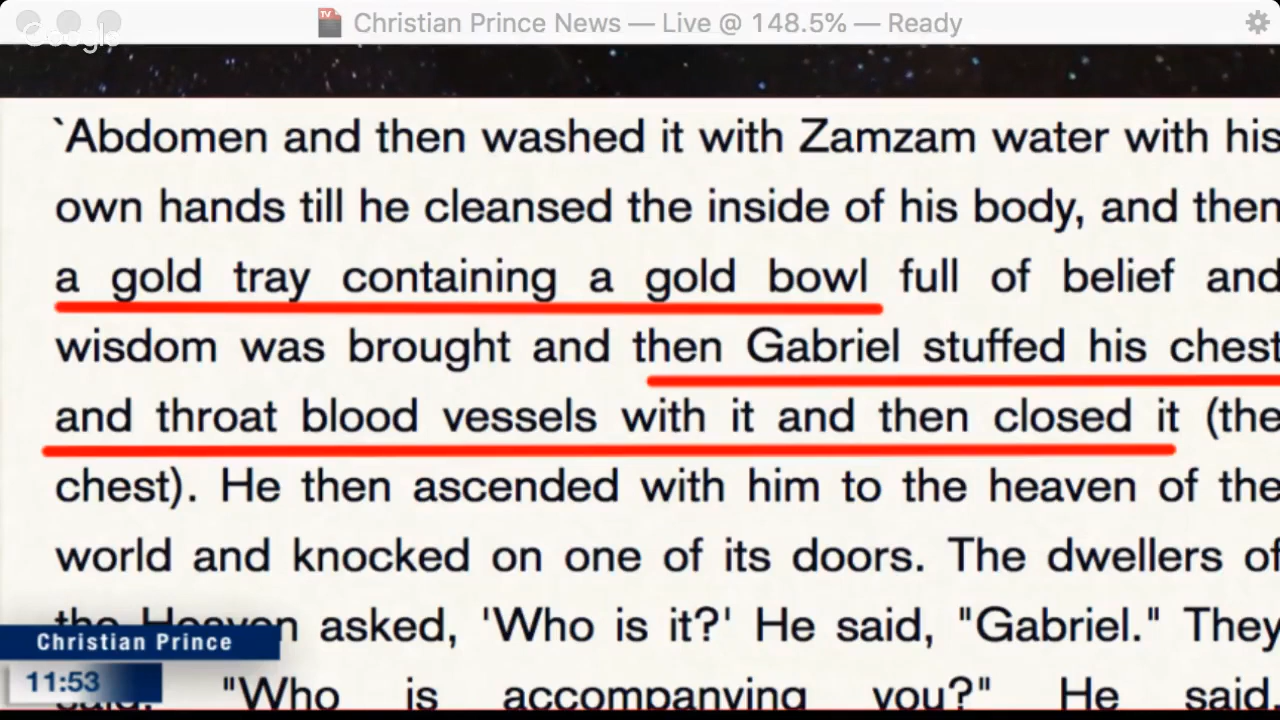 Christian Prince News — Live @ 148.5% — Ready
Google
`Abdomen and then washed it with Zamzam water with his
own hands till he cleansed the inside of his body, and then
a gold tray containing a gold bowl full of belief and
wisdom was brought and then Gabriel stuffed his chest
and throat blood vessels with it and then closed it (the
chest). He then ascended with him to the heaven of the
world and knocked on one of its doors. The dwellers of
the Heaven asked, 'Who is it?' He said, "Gabriel." They
said, "Who is accompanying you?" He said,
Christian Prince
11:53